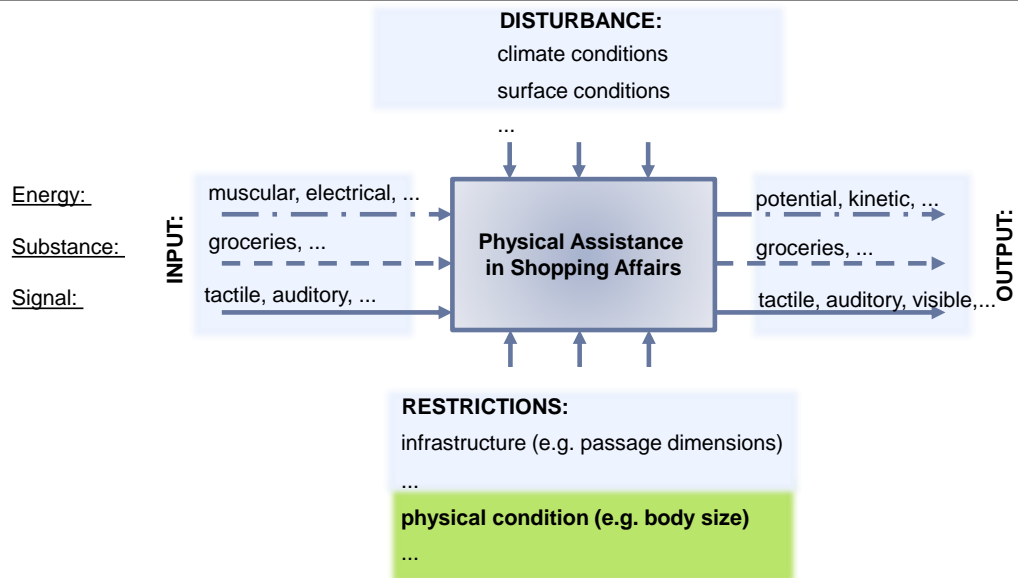 DISTURBANCE:
climate conditions
surface conditions
...
Energy:
muscular, electrical, ...
potential, kinetic, ...
Substance:
INPUT:
groceries, ...
Physical Assistance
in Shopping Affairs
groceries, ...
OUTPUT:
Signal:
tactile, auditory, ...
tactile, auditory, visible,...
RESTRICTIONS:
infrastructure (e.g. passage dimensions)
...
physical condition (e.g. body size)
...